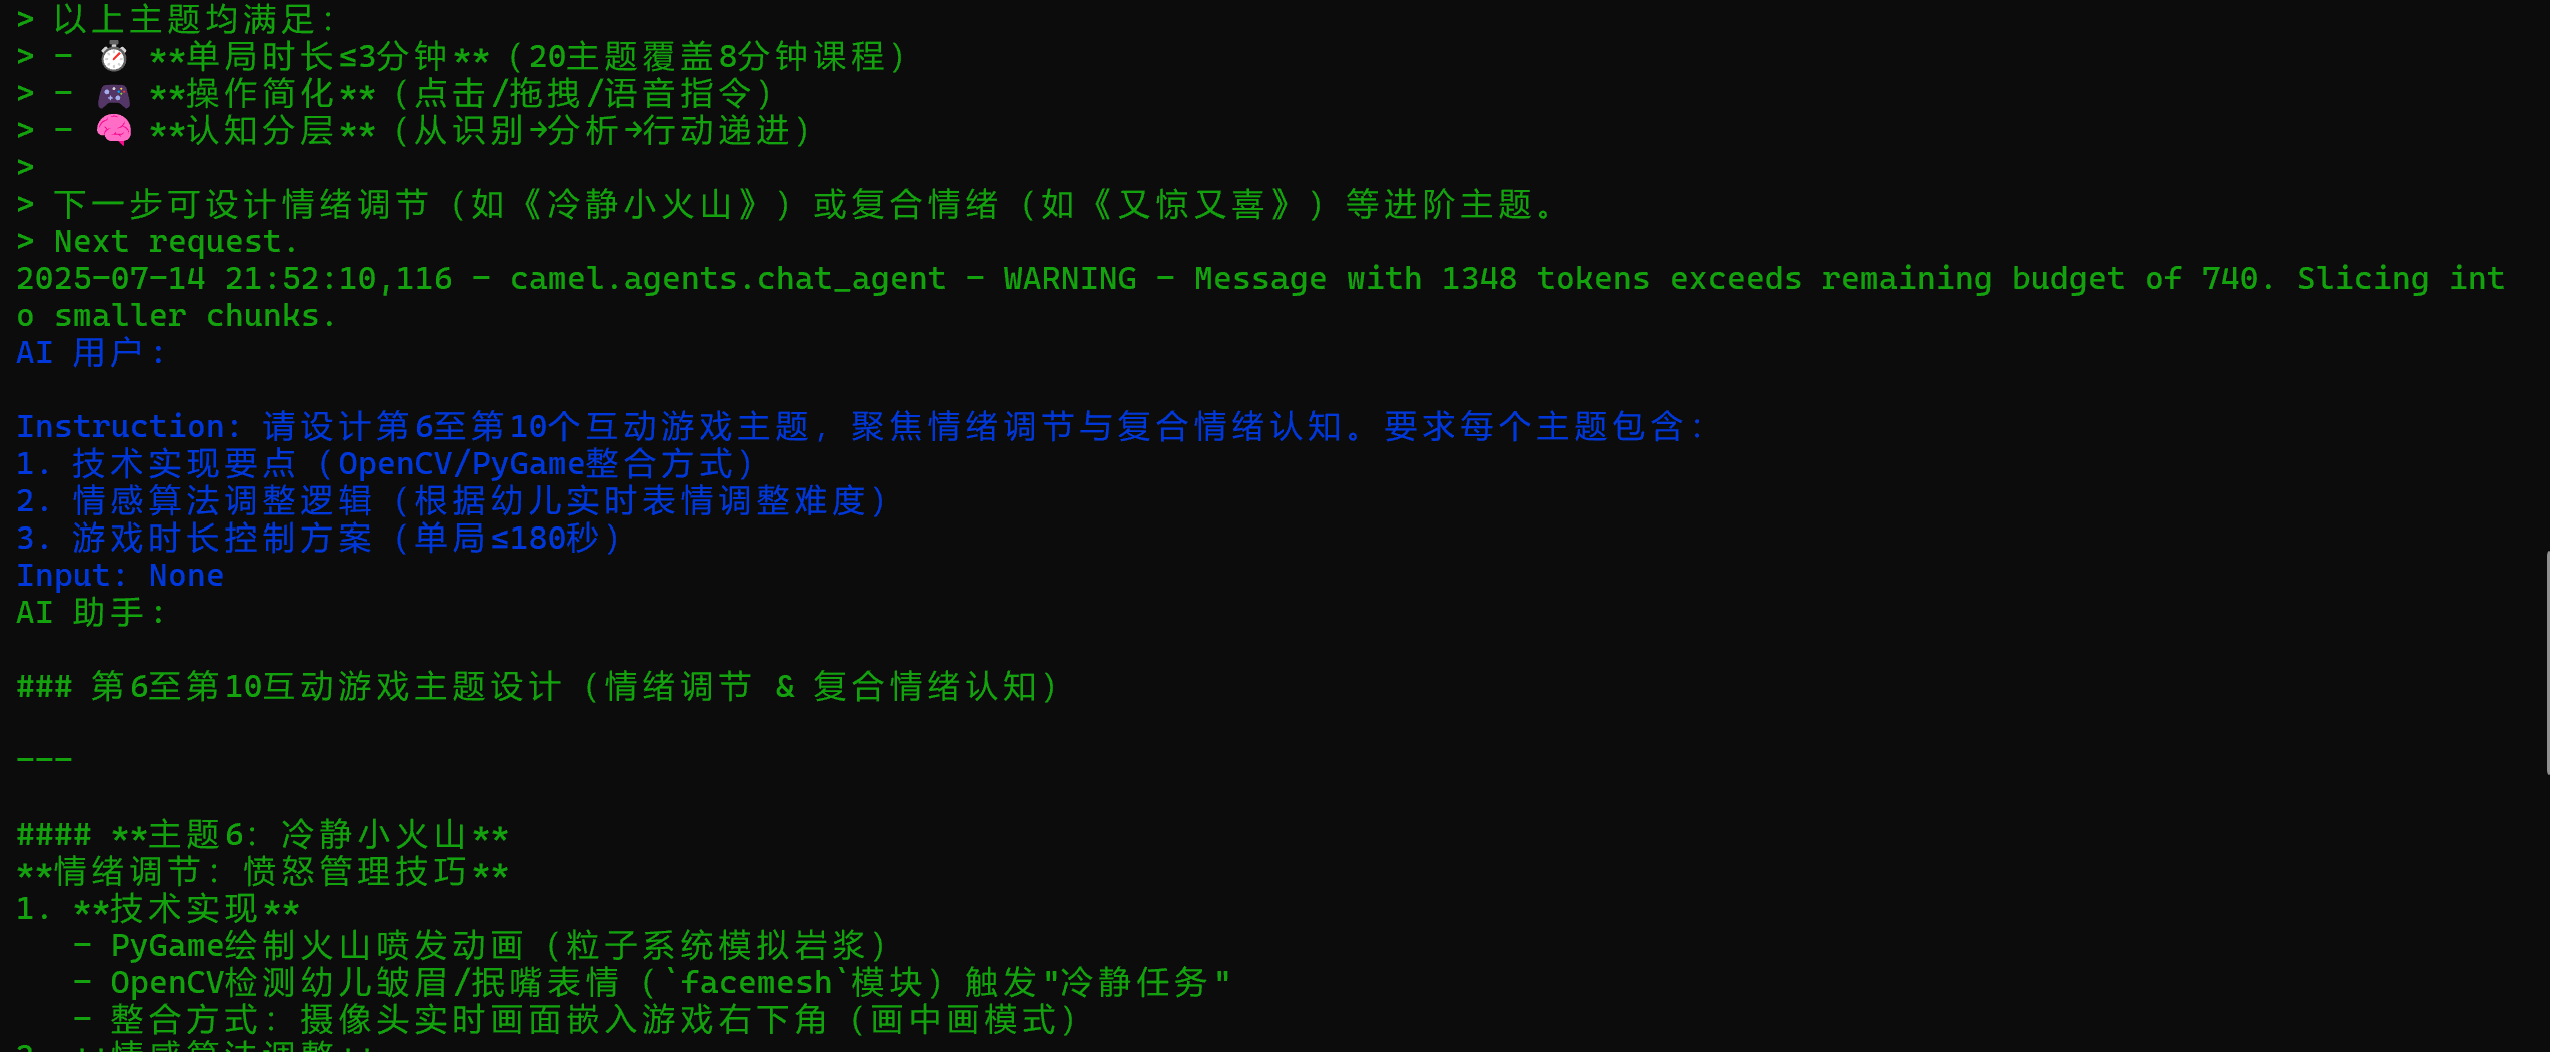 > 以上主题均满足：
> - ⏱️ **单局时长≤3分钟**（20主题覆盖8分钟课程）
> - 🎮 **操作简化**（点击/拖拽/语音指令）
> - 🧠 **认知分层**（从识别→分析→行动递进）
>
> 下一步可设计情绪调节（如《冷静小火山》）或复合情绪（如《又惊又喜》）等进阶主题。
> Next request.
2025-07-14 21:52:10,116 - camel.agents.chat_agent - WARNING - Message with 1348 tokens exceeds remaining budget of 740. Slicing int
o smaller chunks.
AI 用户：
Instruction: 请设计第6至第10个互动游戏主题，聚焦情绪调节与复合情绪认知。要求每个主题包含：
1. 技术实现要点（OpenCV/PyGame整合方式）
2. 情感算法调整逻辑（根据幼儿实时表情调整难度）
3. 游戏时长控制方案（单局≤180秒）
Input: None
AI 助手：
### 第6至第10互动游戏主题设计（情绪调节 & 复合情绪认知）
---
#### **主题6：冷静小火山**
**情绪调节：愤怒管理技巧**
1. **技术实现**
- PyGame绘制火山喷发动画（粒子系统模拟岩浆）
- OpenCV检测幼儿皱眉/抿嘴表情（`facemesh`模块）触发"冷静任务"
- 整合方式：摄像头实时画面嵌入游戏右下角（画中画模式）
2. **情感算法调整**